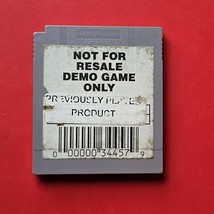 NOT FOR
RESALE
DEMO GAME
ONLY
PREVIOUSLY PLAYED
PRODUCT
0 00000 34457 9